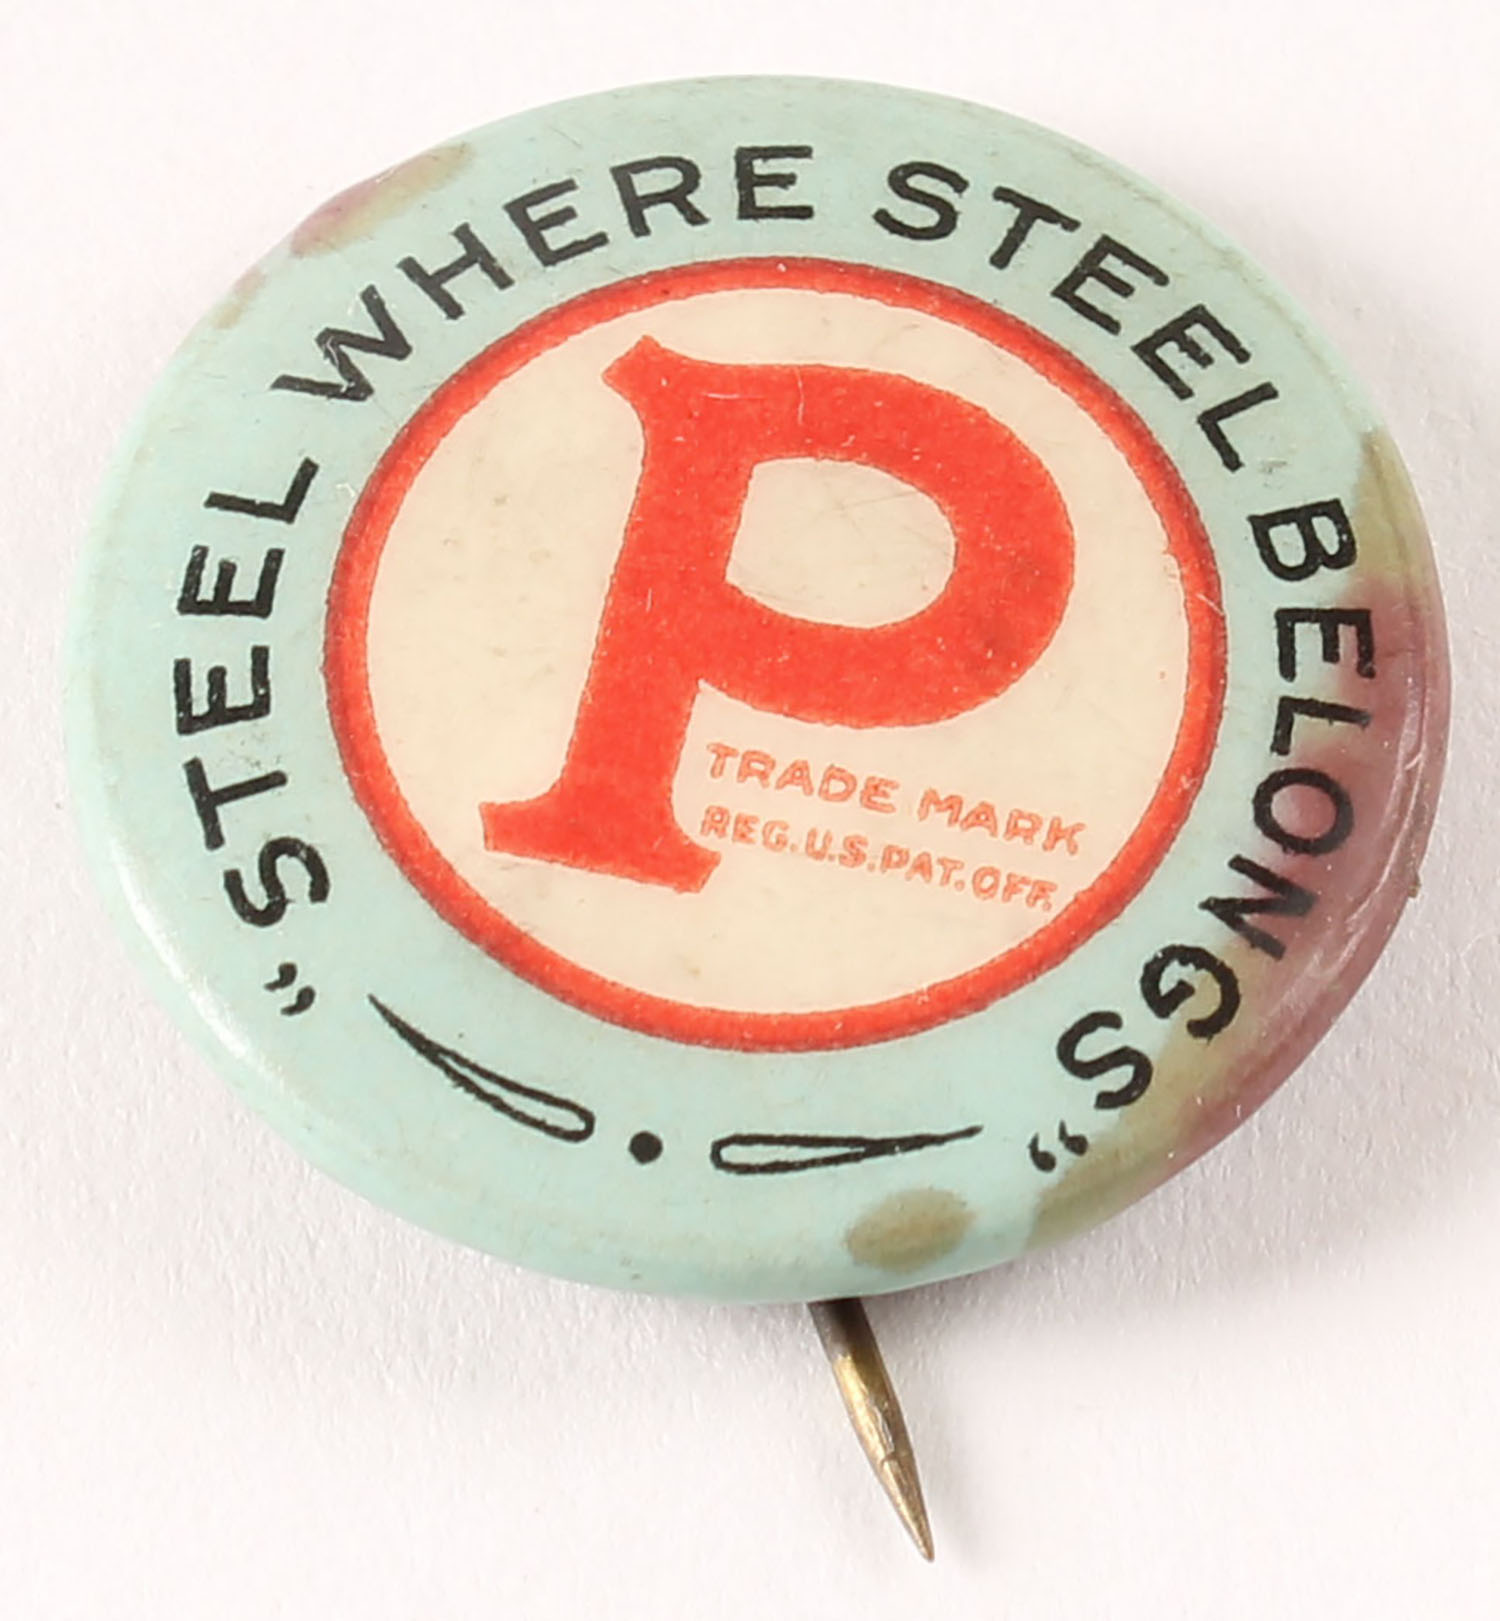 "STEEL WHERE STEEL BELONGS"
P
TRADE MARK
REG. U.S. PAT. OFF.